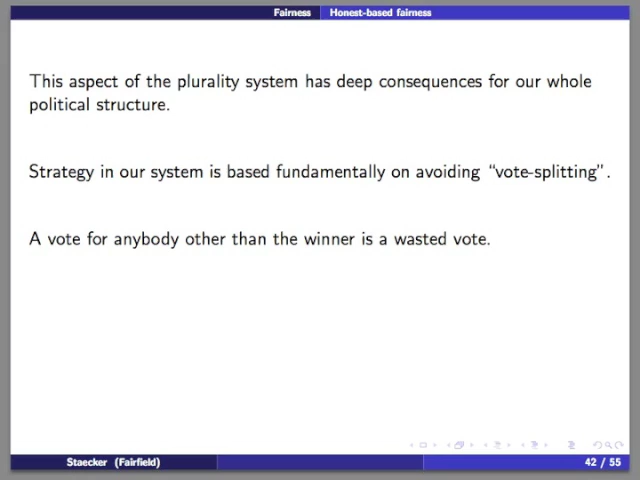 Fairness Honest-based fairness
This aspect of the plurality system has deep consequences for our whole
political structure.
Strategy in our system is based fundamentally on avoiding “vote-splitting”.
A vote for anybody other than the winner is a wasted vote.
Staecker (Fairfield) 42 / 55